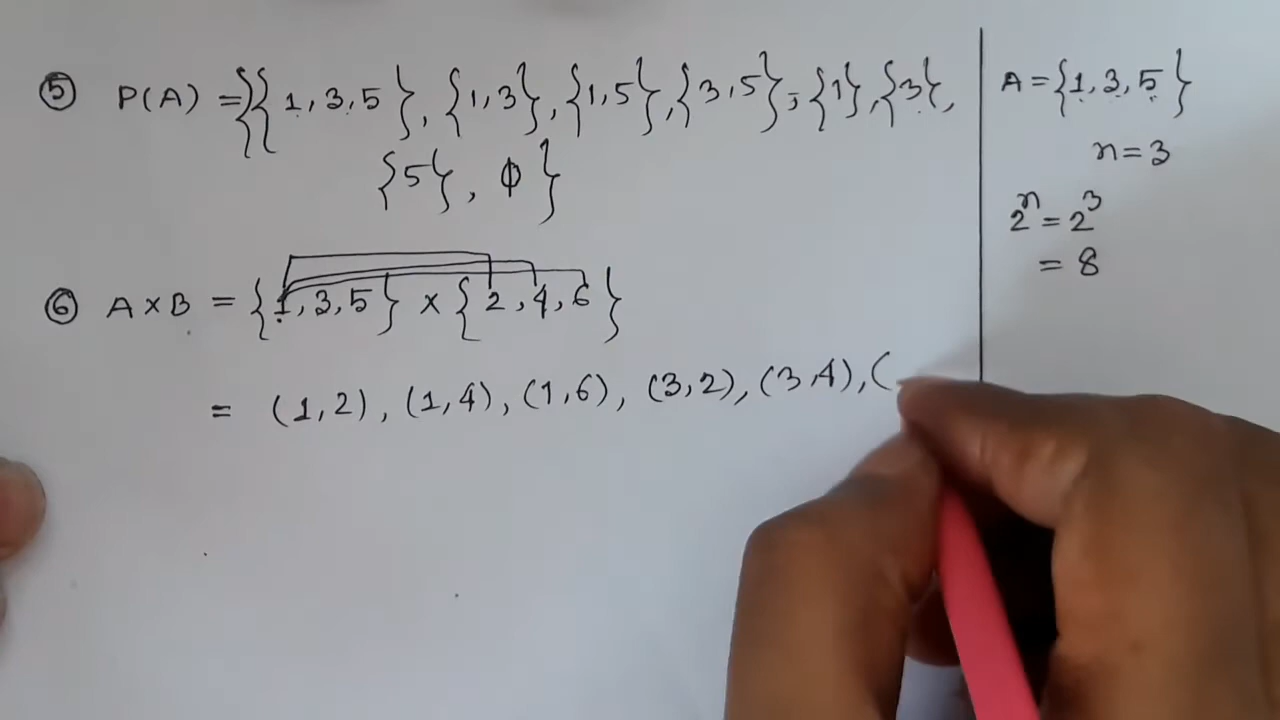 ⑤ P(A) = {{1, 3, 5}, {1, 3}, {1, 5}, {3, 5}, {1}, {3},
{5}, Φ}
⑥ A × B = {1, 3, 5} × {2, 4, 6}
= (1, 2), (1, 4), (1, 6), (3, 2), (3, 4), (
A = {1, 3, 5}
n = 3
2ⁿ = 2³
= 8